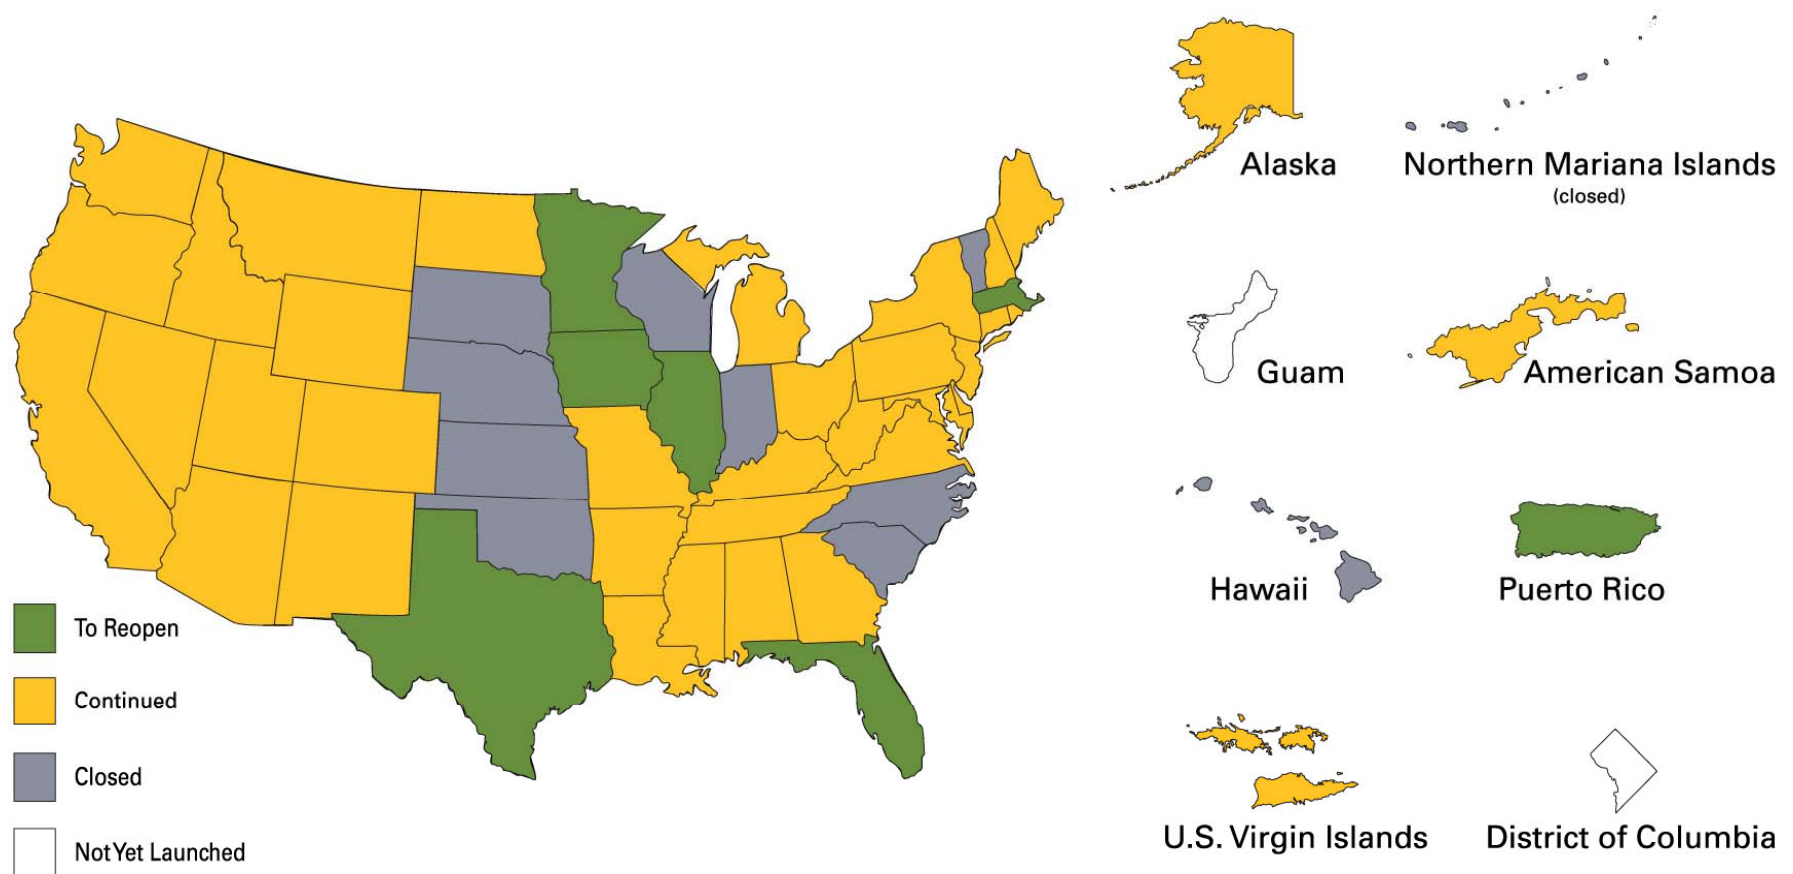 Alaska
Northern Mariana Islands
(closed)
Guam
American Samoa
Hawaii
Puerto Rico
To Reopen
Continued
Closed
Not Yet Launched
U.S. Virgin Islands
District of Columbia